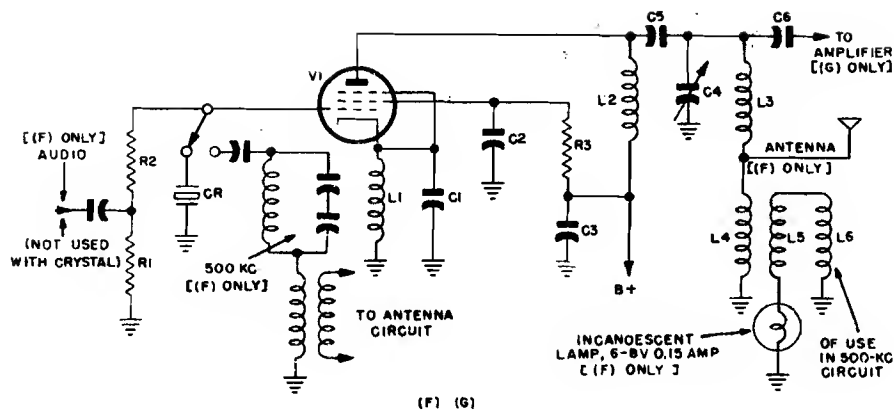 C5
C6
TO
AMPLIFIER
[(G) ONLY]
V1
L2
C4
L3
[(F) ONLY]
AUDIO
R2
C2
R3
ANTENNA
[(F) ONLY]
CR
L1
C1
C3
(NOT USED
WITH CRYSTAL)
R1
500 KC
[(F) ONLY]
L4
L5
L6
B+
TO ANTENNA
CIRCUIT
INCANDESCENT
LAMP, 6-8V 0.15 AMP
[(F) ONLY]
OF USE
IN 500-KC
CIRCUIT
(F) (G)